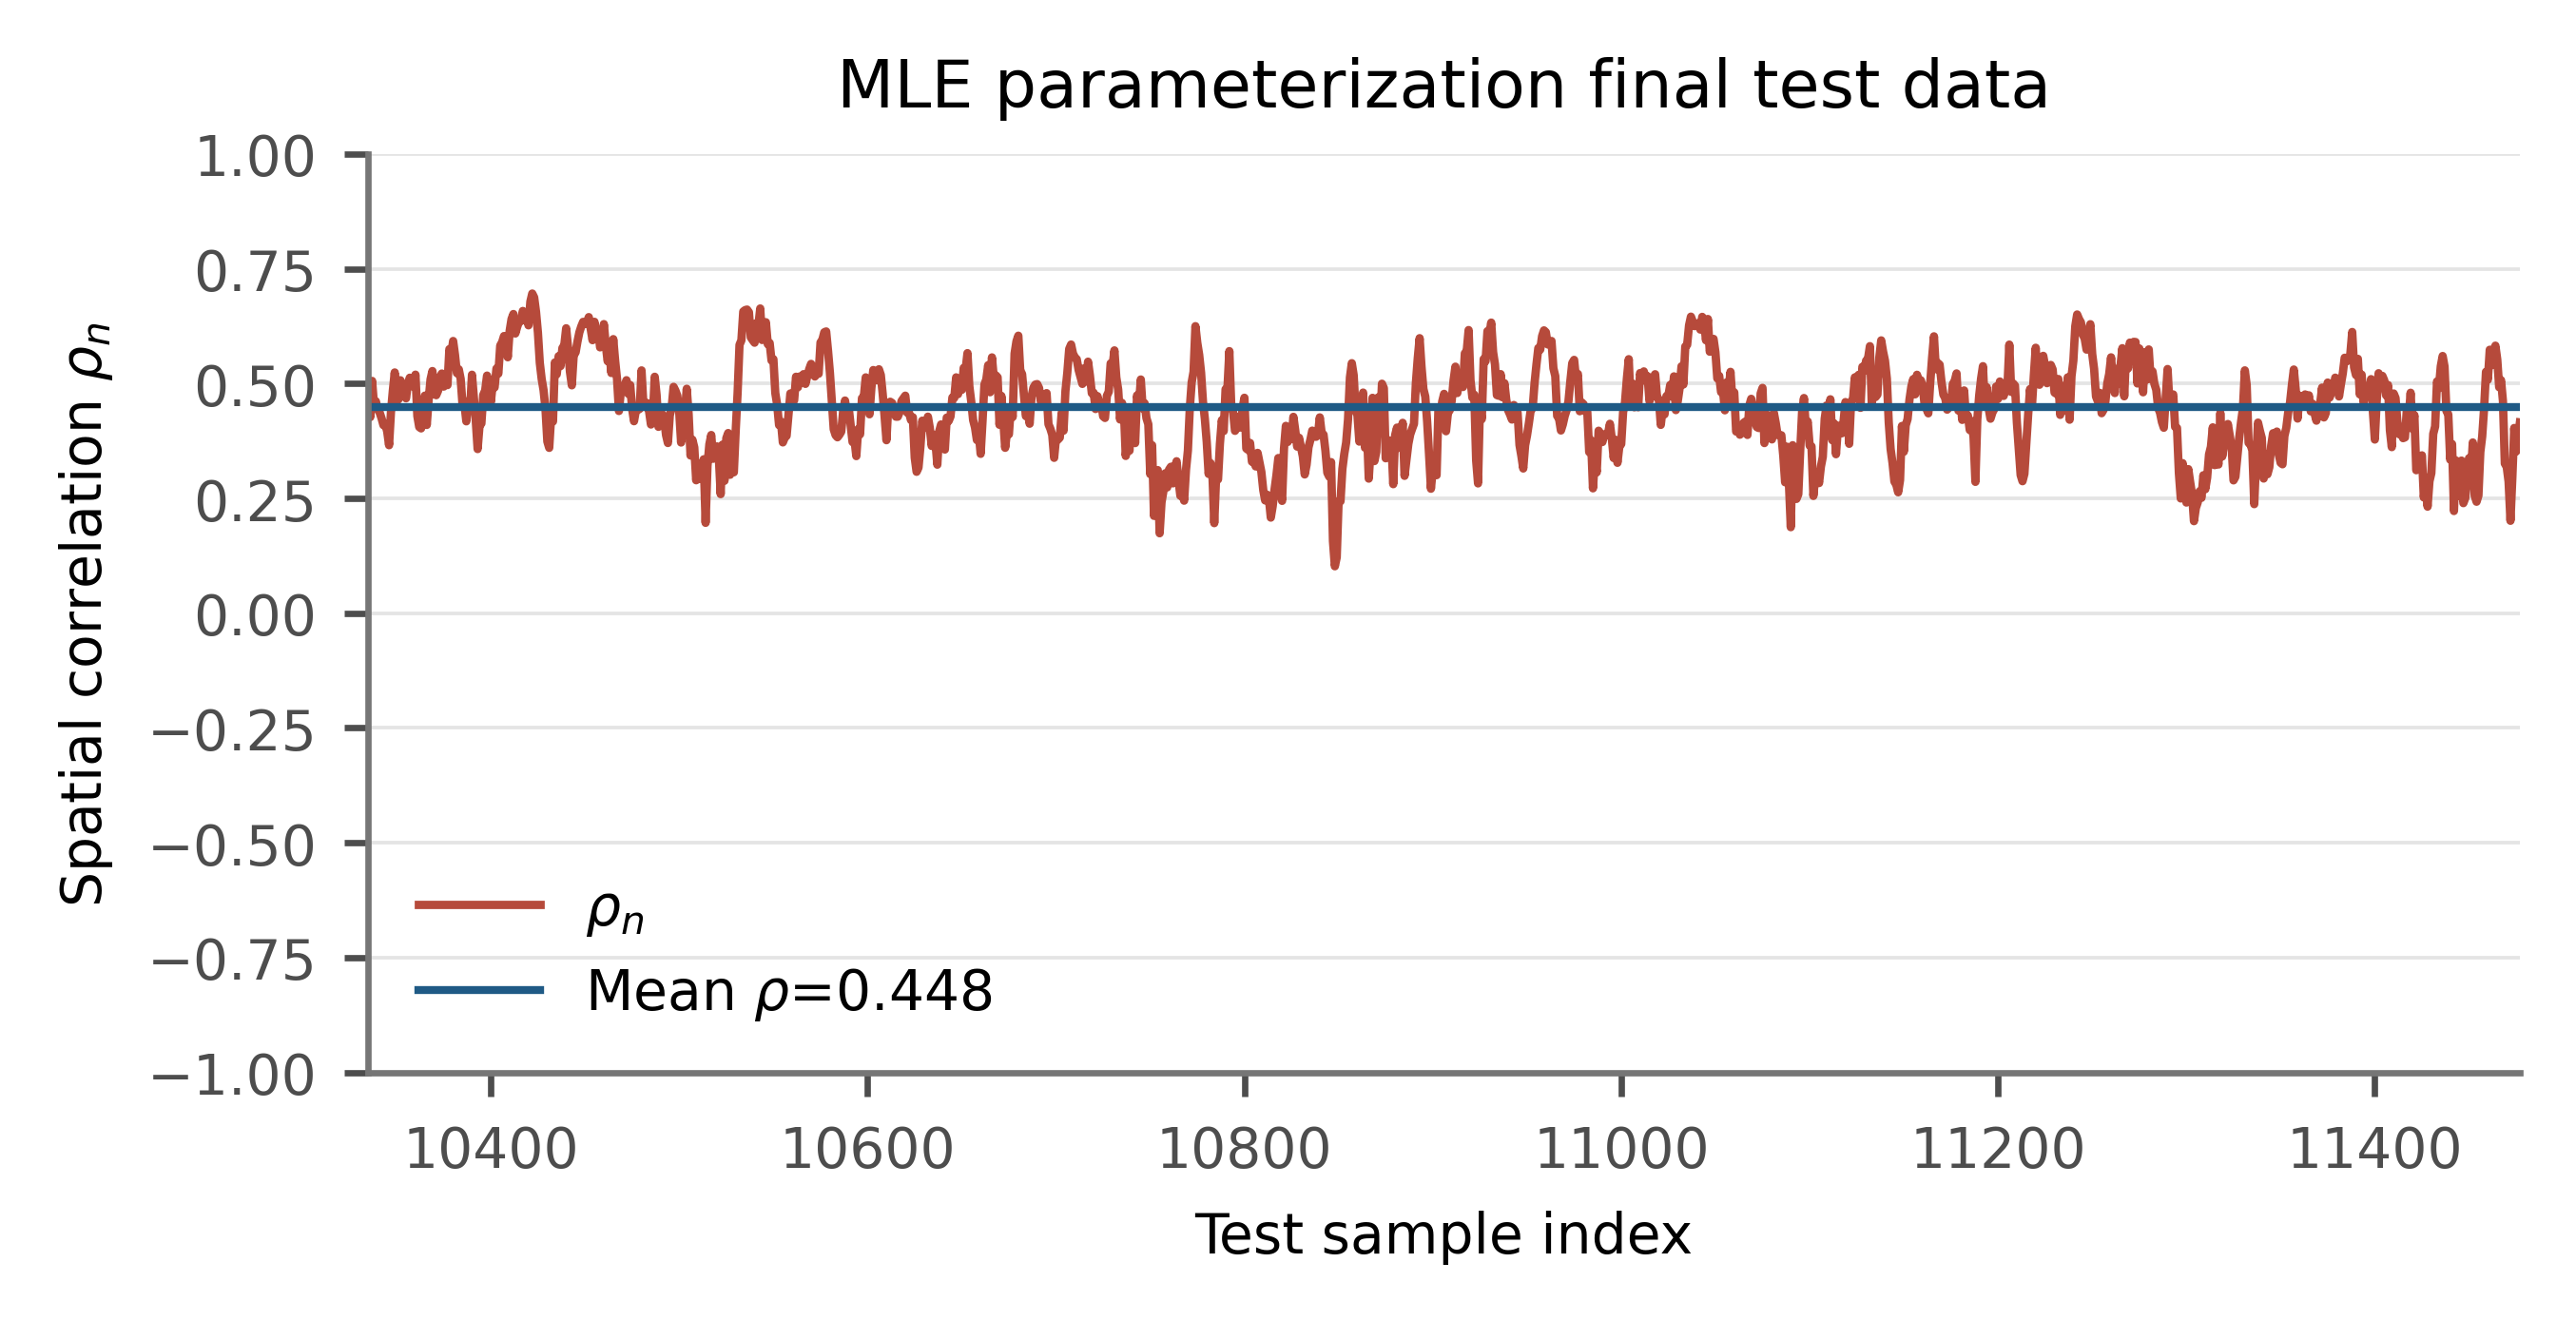 MLE parameterization final test data
Spatial correlation ρn
1.00
0.75
0.50
0.25
0.00
−0.25
−0.50
−0.75
−1.00
ρn
Mean ρ=0.448
10400 10600 10800 11000 11200 11400
Test sample index